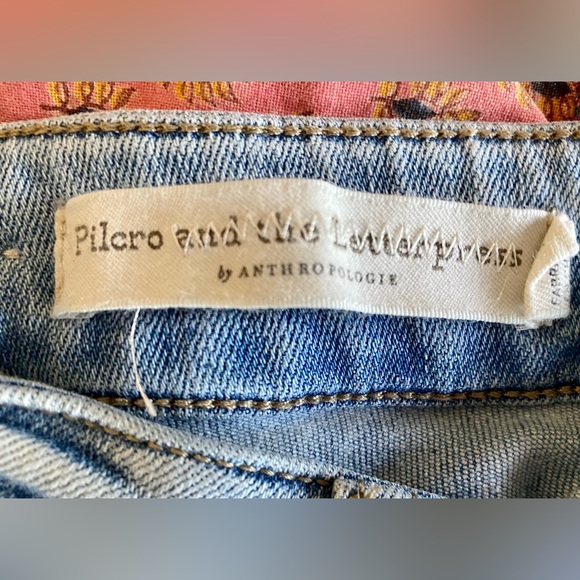 Pilcro and the Letterpress
by ANTHROPOLOGIE